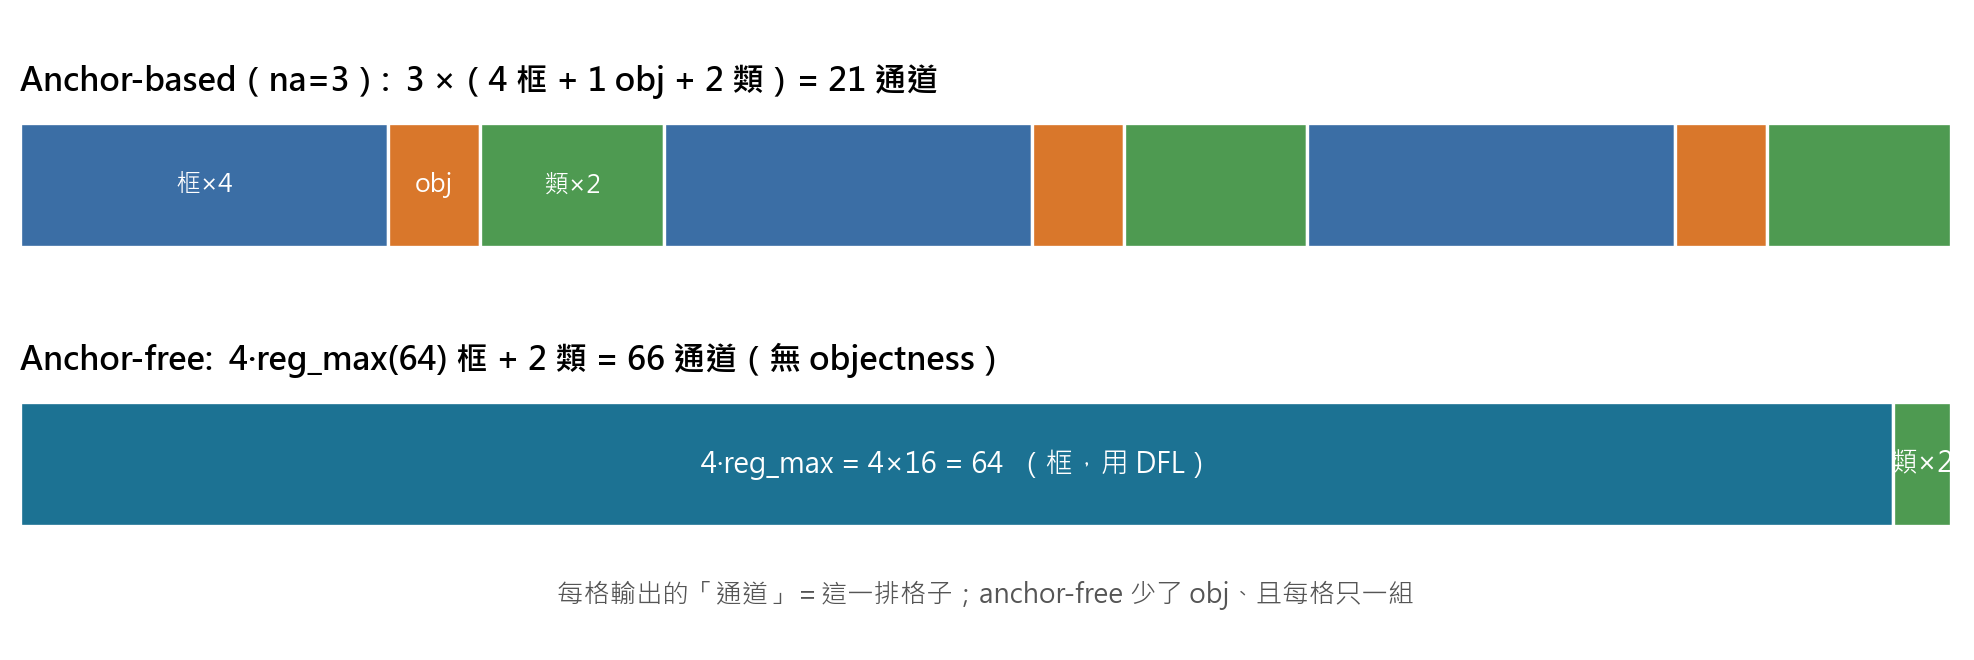 Anchor-based（na=3）: 3 ×（4 框 + 1 obj + 2 類）= 21 通道
框×4 obj 類×2
Anchor-free: 4·reg_max(64) 框 + 2 類 = 66 通道（無 objectness）
4·reg_max = 4×16 = 64 （框，用 DFL） 類×2
每格輸出的「通道」= 這一排格子；anchor-free 少了 obj、且每格只一組